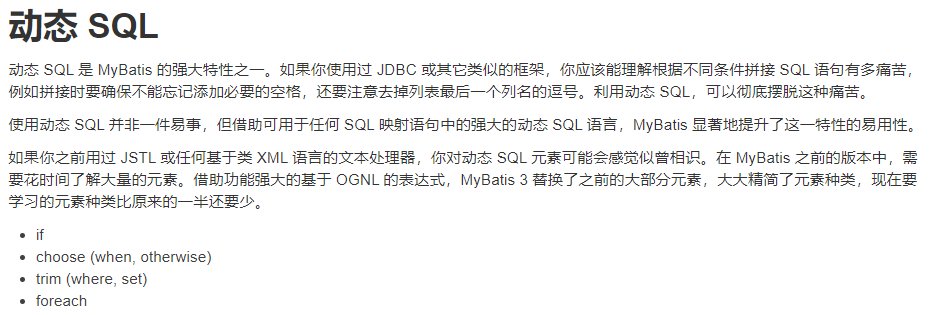 动态 SQL
动态 SQL 是 MyBatis 的强大特性之一。如果你使用过 JDBC 或其它类似的框架，你应该能理解根据不同条件拼接 SQL 语句有多痛苦，
例如拼接时要确保不能忘记添加必要的空格，还要注意去掉列表最后一个列名的逗号。利用动态 SQL，可以彻底摆脱这种痛苦。
使用动态 SQL 并非一件易事，但借助可用于任何 SQL 映射语句中的强大的动态 SQL 语言，MyBatis 显著地提升了这一特性的易用性。
如果你之前用过 JSTL 或任何基于类 XML 语言的文本处理器，你对动态 SQL 元素可能会感觉似曾相识。在 MyBatis 之前的版本中，需
要花时间了解大量的元素。借助功能强大的基于 OGNL 的表达式，MyBatis 3 替换了之前的大部分元素，大大精简了元素种类，现在要
学习的元素种类比原来的一半还要少。
• if
• choose (when, otherwise)
• trim (where, set)
• foreach